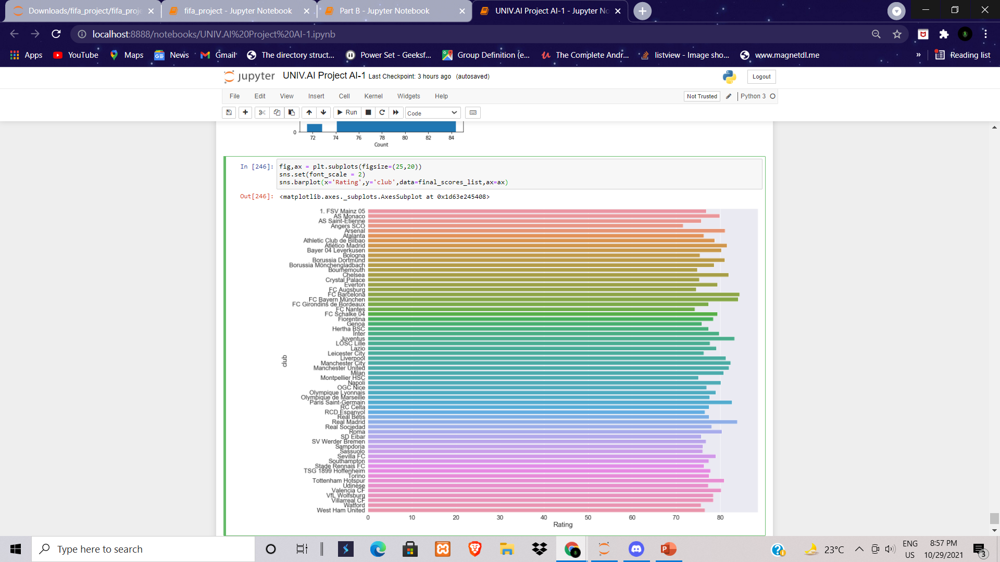 Downloads/fifa_project/fifa_proje
fifa_project - Jupyter Notebook
Part B - Jupyter Notebook
UNIV.AI Project AI-1 - Jupyter No
localhost:8888/notebooks/UNIV.AI%20Project%20AI-1.ipynb
Apps
YouTube
Maps
News
Gmail
The directory struct...
Power Set - Geeksf...
Group Definition (e...
The Complete Andr...
listview - Image sho...
www.magnetdl.me
»
Reading list
jupyter UNIV.AI Project AI-1 Last Checkpoint: 3 hours ago (autosaved)
Logout
File Edit View Insert Cell Kernel Widgets Help
Not Trusted
Python 3
Run
Code
0
72 74 76 78 80 82 84
Count
In [246]:
fig,ax = plt.subplots(figsize=(25,20))
sns.set(font_scale = 2)
sns.barplot(x='Rating',y='club',data=final_scores_list,ax=ax)
Out[246]: <matplotlib.axes._subplots.AxesSubplot at 0x1d63e245408>
1. FSV Mainz 05
AS Monaco
AS Saint-Étienne
Angers SCO
Arsenal
Atalanta
Athletic Club de Bilbao
Atlético Madrid
Bayer 04 Leverkusen
Bologna
Borussia Dortmund
Borussia Mönchengladbach
Bournemouth
Chelsea
Crystal Palace
Everton
FC Augsburg
FC Barcelona
FC Bayern München
FC Girondins de Bordeaux
FC Nantes
FC Schalke 04
Fiorentina
Genoa
Hertha BSC
Inter
Juventus
LOSC Lille
Lazio
Leicester City
Liverpool
Manchester City
Manchester United
Milan
Montpellier HSC
Napoli
OGC Nice
Olympique Lyonnais
Olympique de Marseille
Paris Saint-Germain
RC Celta
RCD Espanyol
Real Betis
Real Madrid
Real Sociedad
Roma
SD Eibar
SV Werder Bremen
Sampdoria
Sassuolo
Sevilla FC
Southampton
Stade Rennais FC
TSG 1899 Hoffenheim
Torino
Tottenham Hotspur
Udinese
Valencia CF
VfL Wolfsburg
Villarreal CF
Watford
West Ham United
club
0 10 20 30 40 50 60 70 80
Rating
Type here to search
23°C
ENG
US
8:57 PM
10/29/2021
3